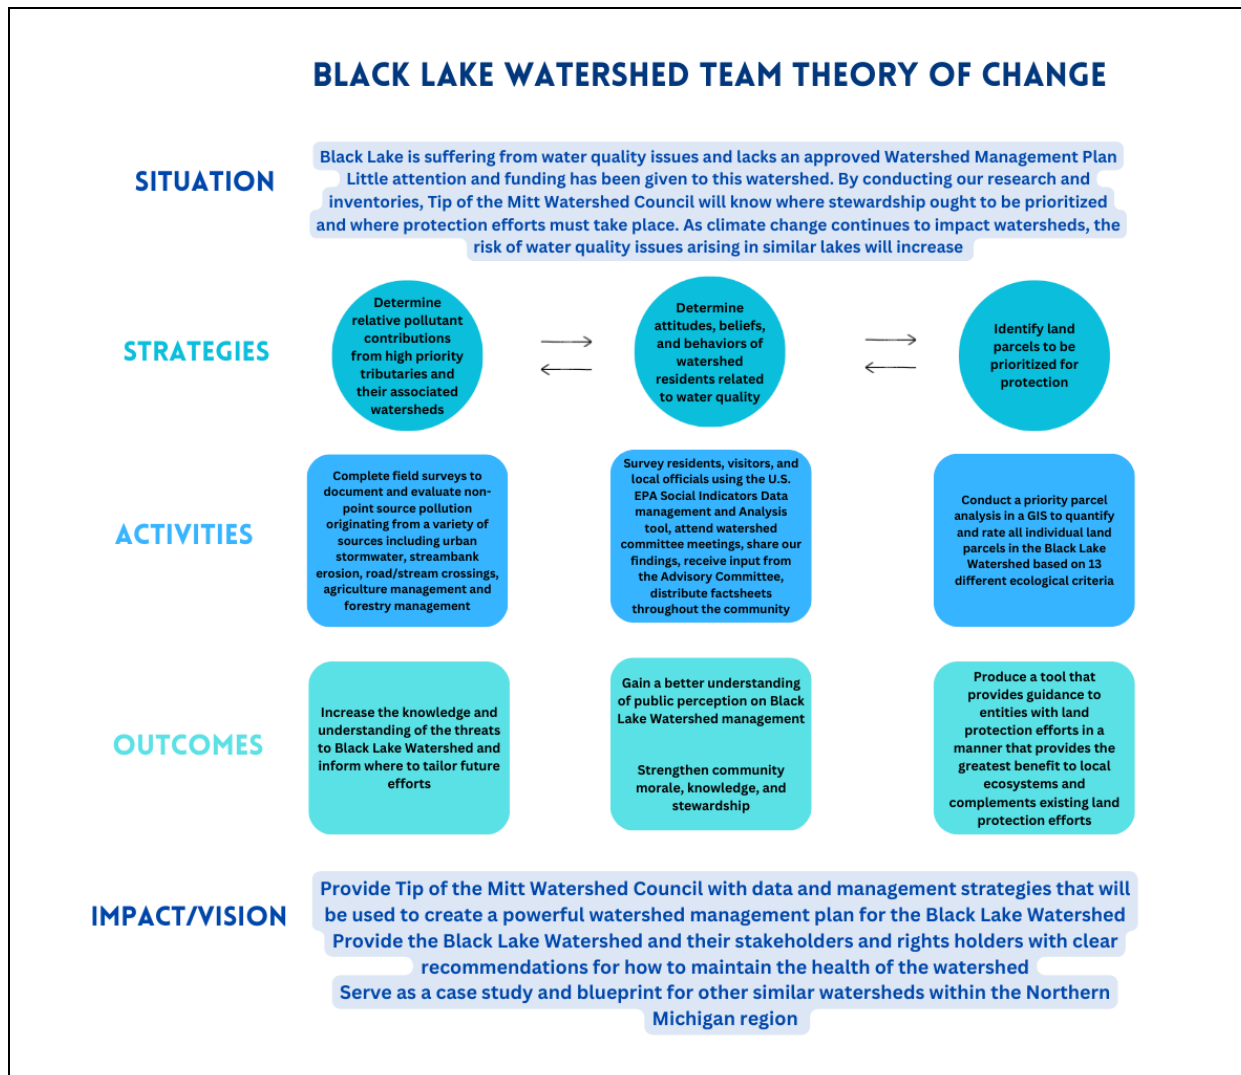 BLACK LAKE WATERSHED TEAM THEORY OF CHANGE
SITUATION
Black Lake is suffering from water quality issues and lacks an approved Watershed Management Plan
Little attention and funding has been given to this watershed. By conducting our research and
inventories, Tip of the Mitt Watershed Council will know where stewardship ought to be prioritized
and where protection efforts must take place. As climate change continues to impact watersheds, the
risk of water quality issues arising in similar lakes will increase
STRATEGIES
Determine
relative pollutant
contributions
from high priority
tributaries and
their associated
watersheds
Determine
attitudes, beliefs,
and behaviors of
watershed
residents related
to water quality
Identify land
parcels to be
prioritized for
protection
ACTIVITIES
Complete field surveys to
document and evaluate non-
point source pollution
originating from a variety of
sources including urban
stormwater, streambank
erosion, road/stream crossings,
agriculture management and
forestry management
Survey residents, visitors, and
local officials using the U.S.
EPA Social Indicators Data
management and Analysis
tool, attend watershed
committee meetings, share our
findings, receive input from
the Advisory Committee,
distribute factsheets
throughout the community
Conduct a priority parcel
analysis in a GIS to quantify
and rate all individual land
parcels in the Black Lake
Watershed based on 13
different ecological criteria
OUTCOMES
Increase the knowledge and
understanding of the threats
to Black Lake Watershed and
inform where to tailor future
efforts
Gain a better understanding
of public perception on Black
Lake Watershed management
Strengthen community
morale, knowledge, and
stewardship
Produce a tool that
provides guidance to
entities with land
protection efforts in a
manner that provides the
greatest benefit to local
ecosystems and
complements existing land
protection efforts
IMPACT/VISION
Provide Tip of the Mitt Watershed Council with data and management strategies that will
be used to create a powerful watershed management plan for the Black Lake Watershed
Provide the Black Lake Watershed and their stakeholders and rights holders with clear
recommendations for how to maintain the health of the watershed
Serve as a case study and blueprint for other similar watersheds within the Northern
Michigan region